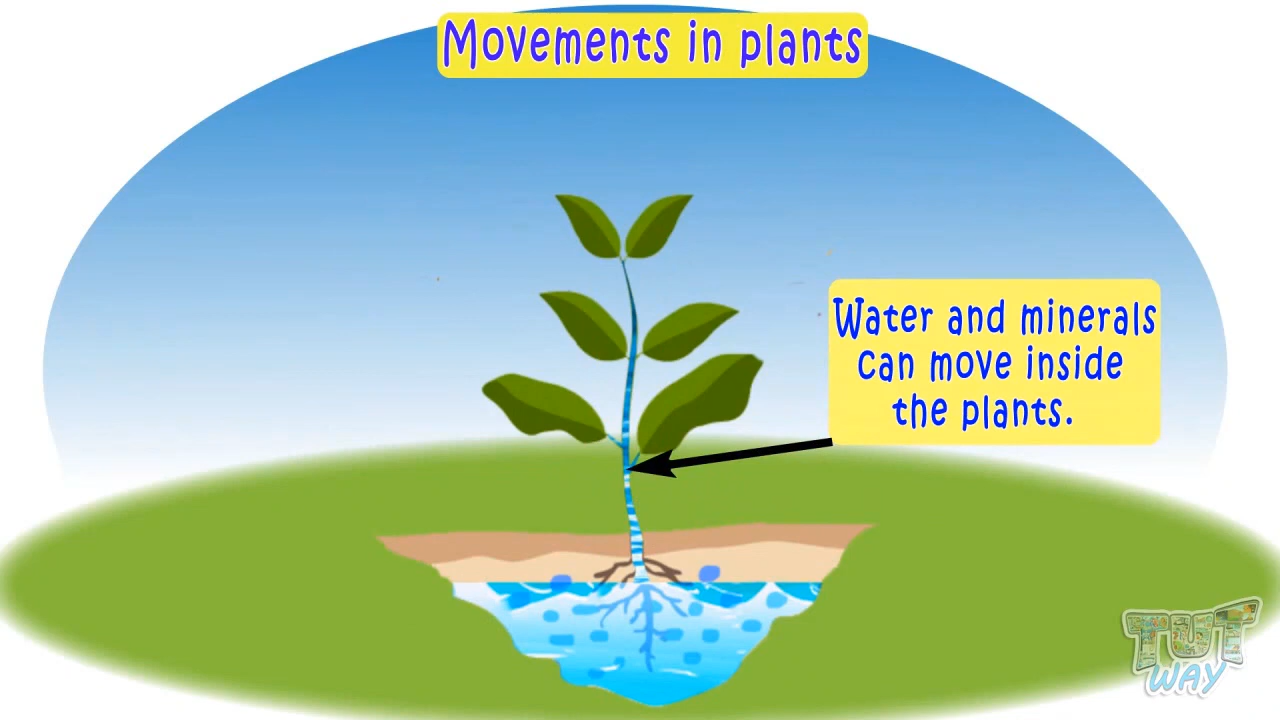 Movements in plants
Water and minerals
can move inside
the plants.
TUT
WAY